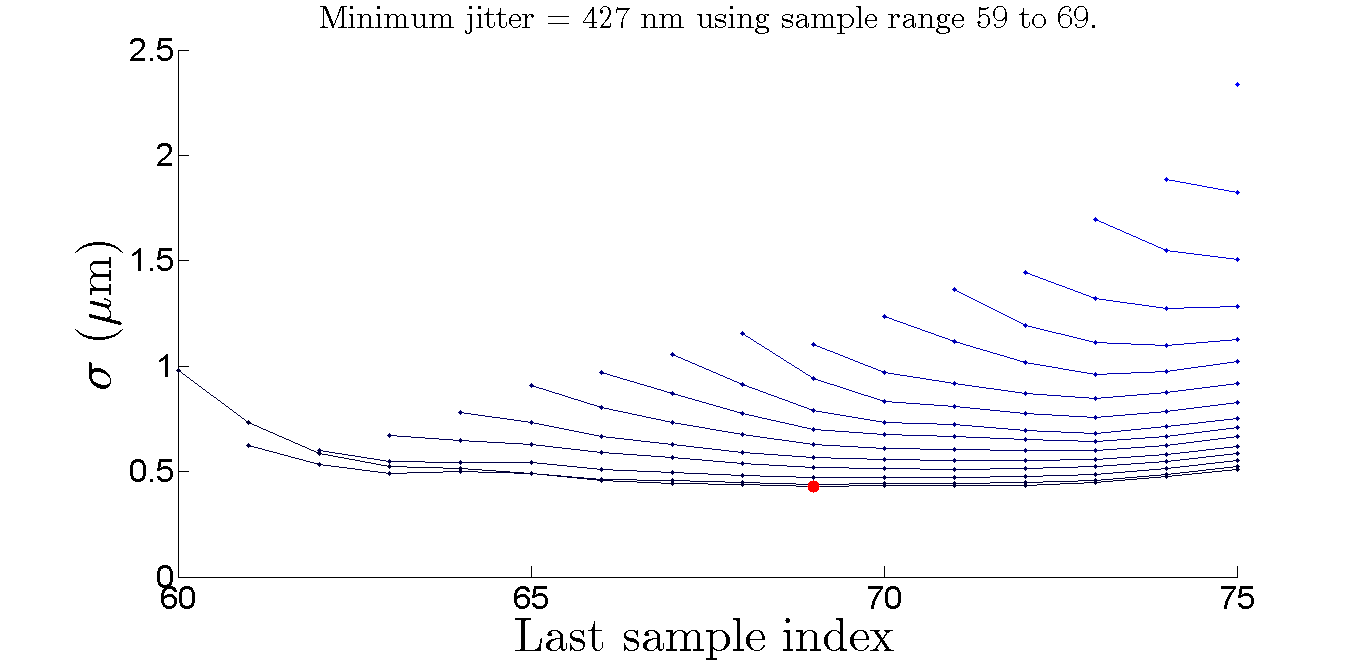 Minimum jitter = 427 nm using sample range 59 to 69.
2.5
2
1.5
1
0.5
0
σ (μm)
60 65 70 75
Last sample index